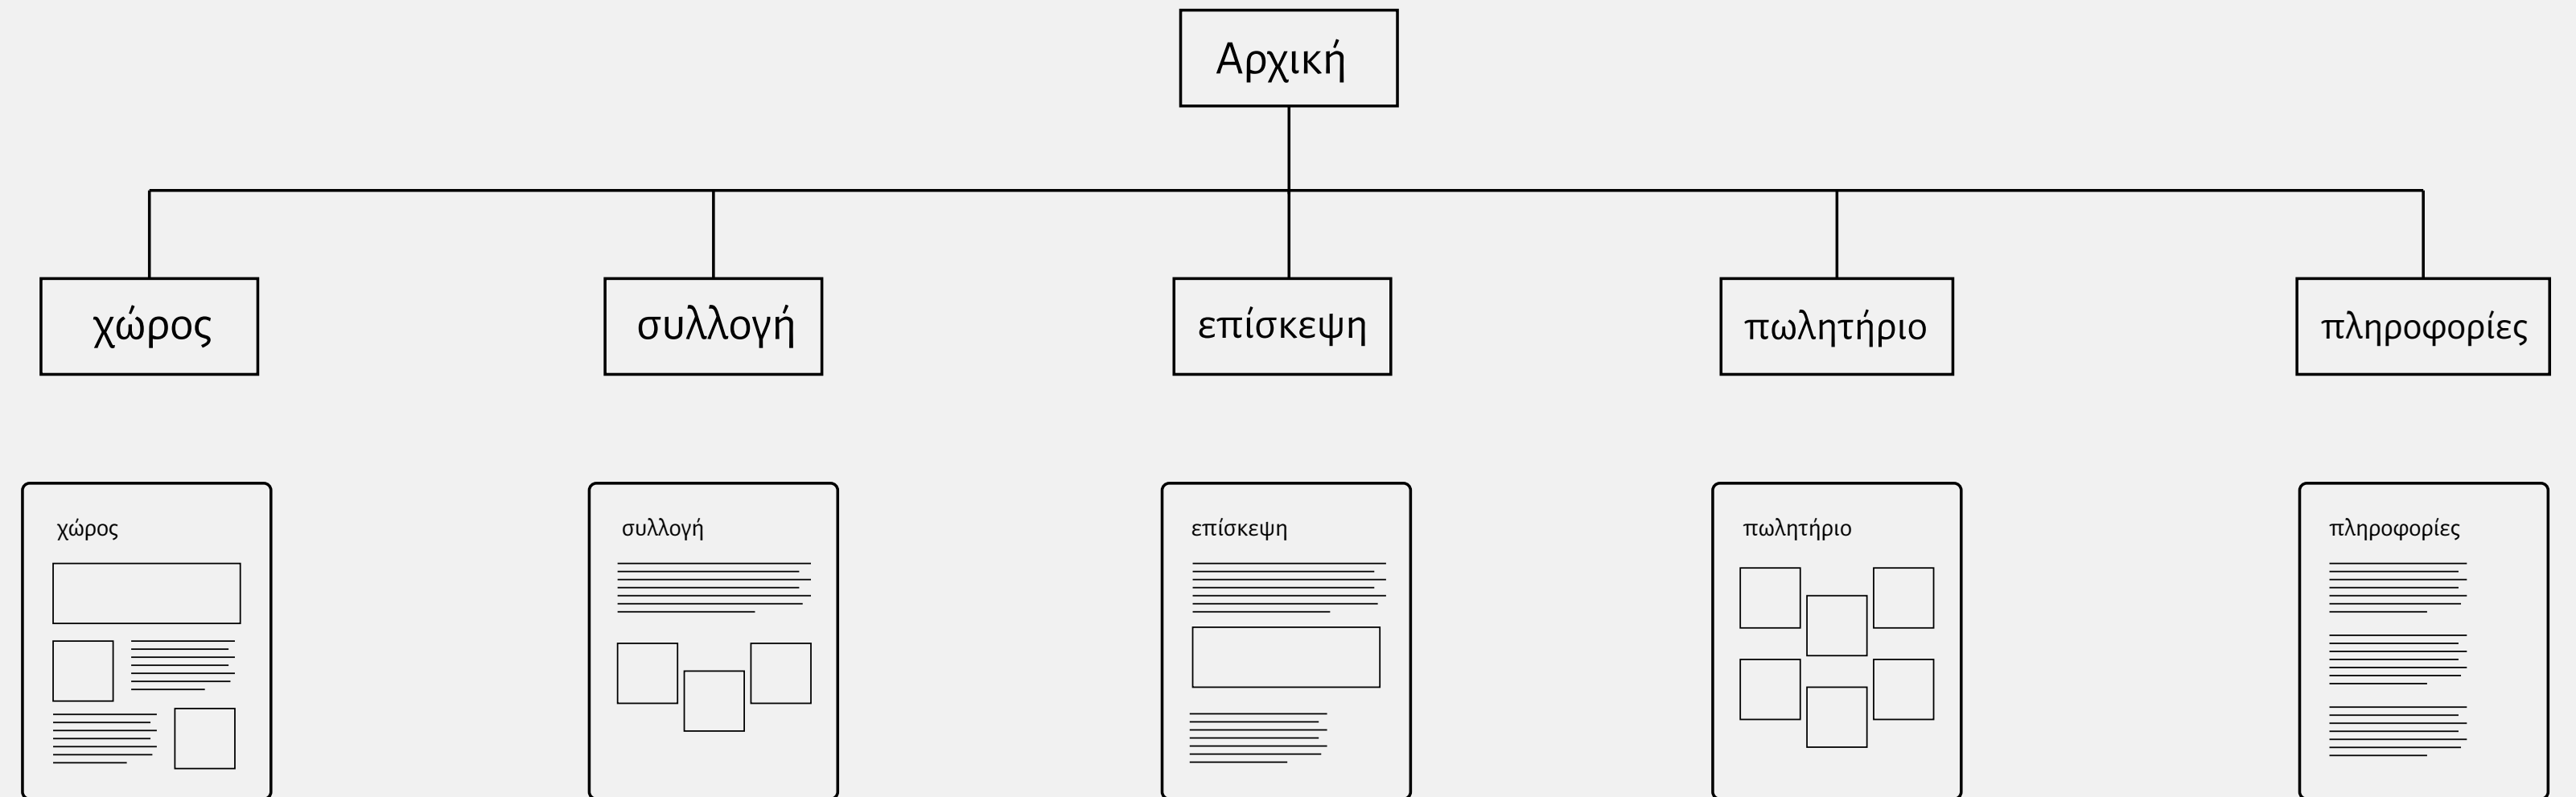 Αρχική
χώρος
συλλογή
επίσκεψη
πωλητήριο
πληροφορίες
χώρος
συλλογή
επίσκεψη
πωλητήριο
πληροφορίες